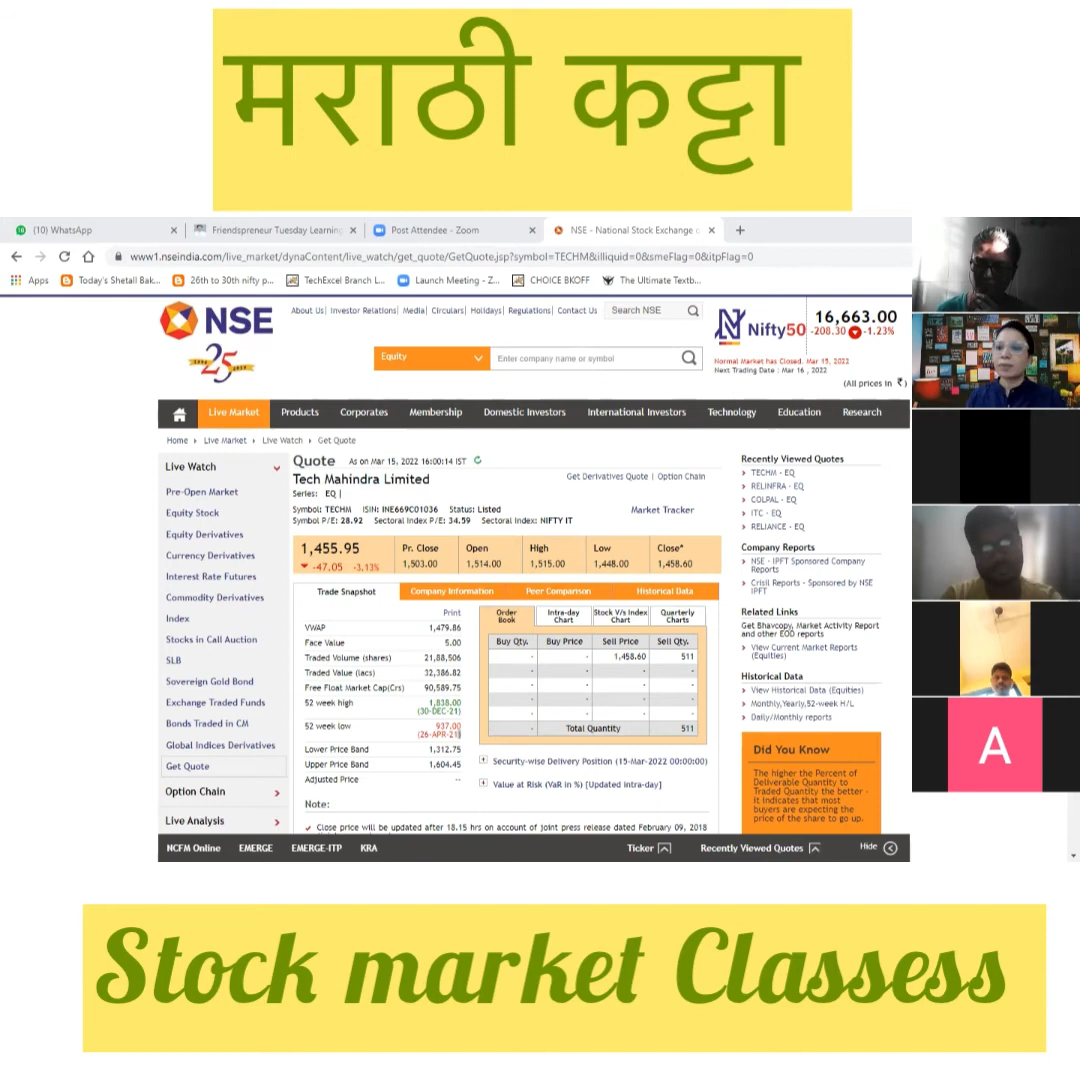 मराठी कट्टा
(10) WhatsApp
Friendspreneur Tuesday Learning
Post Attendee - Zoom
NSE - National Stock Exchange o
www1.nseindia.com/live_market/dynaContent/live_watch/get_quote/GetQuote.jsp?symbol=TECHM&illiquid=0&smeFlag=0&itpFlag=0
Apps
Today's Shetall Bak...
26th to 30th nifty p...
TechExcel Branch L...
Launch Meeting - Z...
CHOICE BKOFF
The Ultimate Textb...
NSE
About Us| Investor Relations| Media| Circulars| Holidays| Regulations| Contact Us
Search NSE
Equity
Enter company name or symbol
Nifty50
16,663.00
-208.30 -1.23%
Normal Market has Closed. Mar 15, 2022
Next Trading Date : Mar 16 , 2022
(All prices in ₹)
Live Market
Products
Corporates
Membership
Domestic Investors
International Investors
Technology
Education
Research
Home › Live Market › Live Watch › Get Quote
Live Watch
Pre-Open Market
Equity Stock
Equity Derivatives
Currency Derivatives
Interest Rate Futures
Commodity Derivatives
Index
Stocks in Call Auction
SLB
Sovereign Gold Bond
Exchange Traded Funds
Bonds Traded in CM
Global Indices Derivatives
Get Quote
Option Chain
Live Analysis
Quote As on Mar 15, 2022 16:00:14 IST
Tech Mahindra Limited
Get Derivatives Quote | Option Chain
Series: EQ |
Symbol: TECHM ISIN: INE669C01036 Status: Listed
Market Tracker
Symbol P/E: 28.92 Sectoral Index P/E: 34.59 Sectoral Index: NIFTY IT
1,455.95
-47.05 -3.13%
Pr. Close
1,503.00
Open
1,514.00
High
1,515.00
Low
1,448.00
Close*
1,458.60
Trade Snapshot
Company Information
Peer Comparison
Historical Data
Print
VWAP 1,479.86
Face Value 5.00
Traded Volume (shares) 21,88,506
Traded Value (lacs) 32,386.82
Free Float Market Cap(Crs) 90,589.75
52 week high 1,838.00
(30-DEC-21)
52 week low 937.00
(26-APR-21)
Lower Price Band 1,312.75
Upper Price Band 1,604.45
Adjusted Price --
Note:
Close price will be updated after 18.15 hrs on account of joint press release dated February 09, 2018
Order Book
Intra-day Chart
Stock V/s Index Chart
Quarterly Charts
Buy Qty. Buy Price Sell Price Sell Qty.
- - 1,458.60 511
- - - -
- - - -
- - - -
- - - -
- Total Quantity 511
Security-wise Delivery Position (15-Mar-2022 00:00:00)
Value at Risk (VaR in %) [Updated intra-day]
Recently Viewed Quotes
TECHM - EQ
RELINFRA - EQ
COLPAL - EQ
ITC - EQ
RELIANCE - EQ
Company Reports
NSE - IPFT Sponsored Company
Reports
Crisil Reports - Sponsored by NSE
IPFT
Related Links
Get Bhavcopy, Market Activity Report
and other EOD reports
View Current Market Reports
(Equities)
Historical Data
View Historical Data (Equities)
Monthly,Yearly,52-week H/L
Daily/Monthly reports
Did You Know
The higher the Percent of
Deliverable Quantity to
Traded Quantity the better -
it indicates that most
buyers are expecting the
price of the share to go up.
NCFM Online
EMERGE
EMERGE-ITP
KRA
Ticker
Recently Viewed Quotes
Hide
A
Stock market Classess